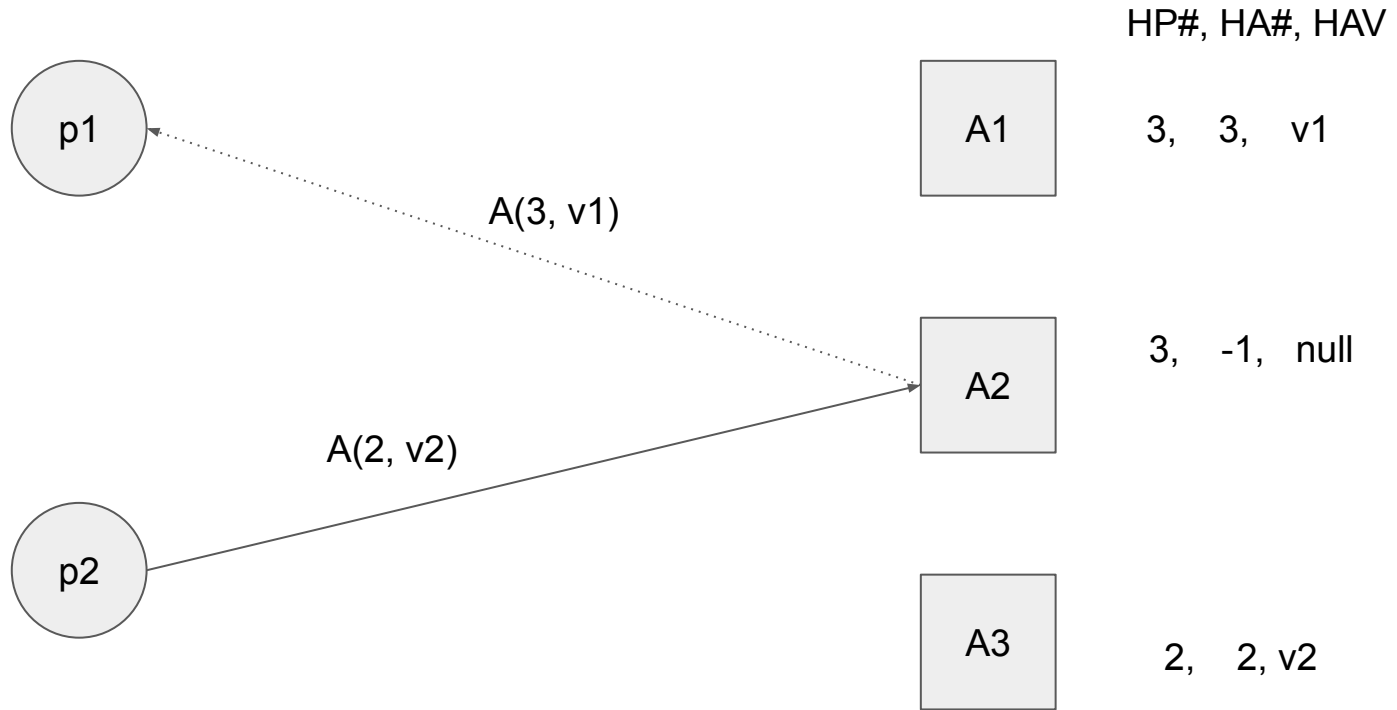 HP#, HA#, HAV
p1
A1
3, 3, v1
A(3, v1)
3, -1, null
A2
A(2, v2)
p2
A3
2, 2, v2